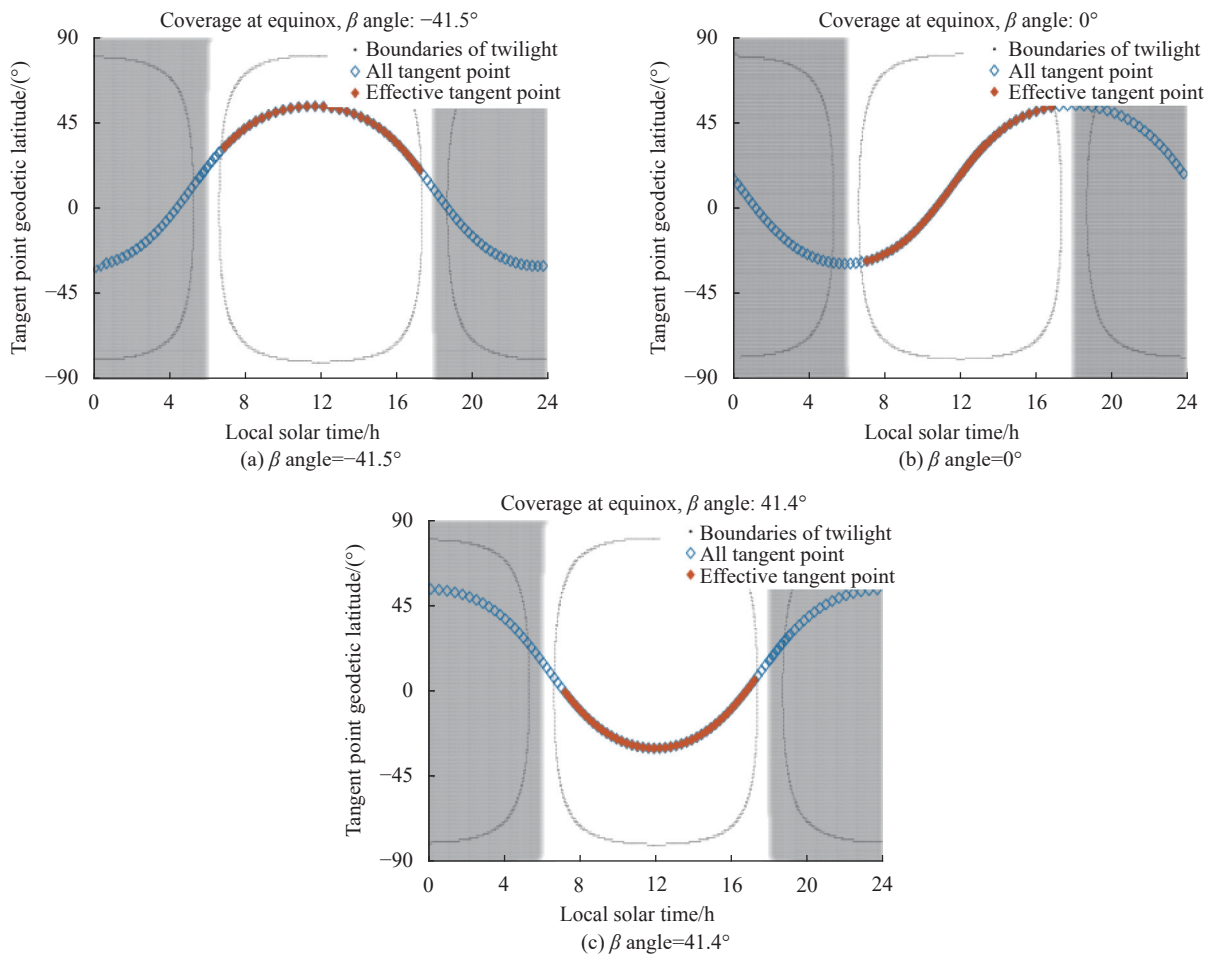 Coverage at equinox, β angle: −41.5°
90
45
0
−45
−90
Tangent point geodetic latitude/(°)
Boundaries of twilight
All tangent point
Effective tangent point
0 4 8 12 16 20 24
Local solar time/h
(a) β angle=−41.5°
Coverage at equinox, β angle: 0°
90
45
0
−45
−90
Tangent point geodetic latitude/(°)
Boundaries of twilight
All tangent point
Effective tangent point
0 4 8 12 16 20 24
Local solar time/h
(b) β angle=0°
Coverage at equinox, β angle: 41.4°
90
45
0
−45
−90
Tangent point geodetic latitude/(°)
Boundaries of twilight
All tangent point
Effective tangent point
0 4 8 12 16 20 24
Local solar time/h
(c) β angle=41.4°